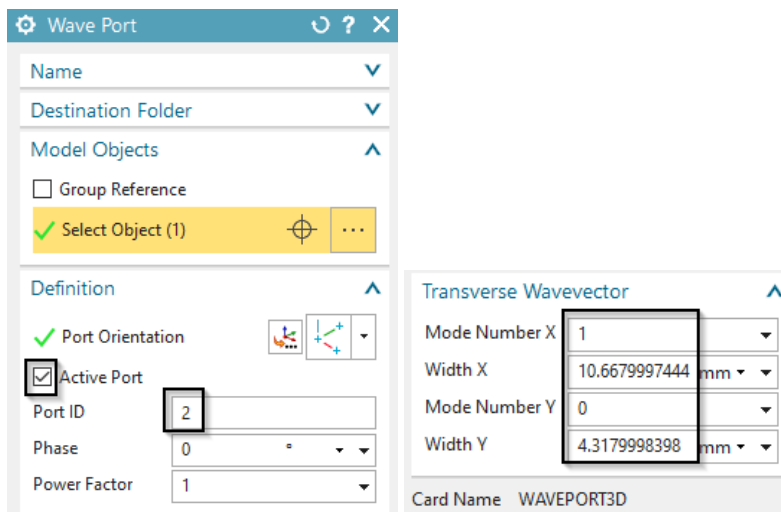 Wave Port
Name
Destination Folder
Model Objects
Group Reference
Select Object (1)
Definition
Port Orientation
Active Port
Port ID 2
Phase 0 °
Power Factor 1
Transverse Wavevector
Mode Number X 1
Width X 10.6679997444 mm
Mode Number Y 0
Width Y 4.3179998398 mm
Card Name WAVEPORT3D